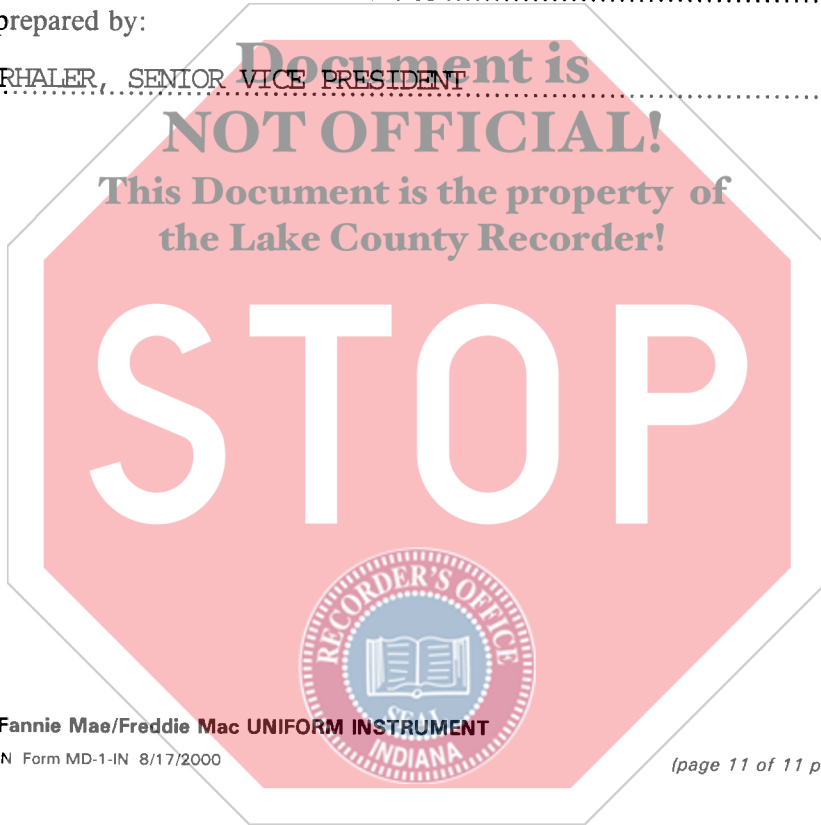 prepared by:
RHALER, SENIOR VICE PRESIDENT
Document is
NOT OFFICIAL!
This Document is the property of
the Lake County Recorder!
STOP
RECORDER'S OFFICE
SEAL
INDIANA
Fannie Mae/Freddie Mac UNIFORM INSTRUMENT
N Form MD-1-IN 8/17/2000
(page 11 of 11 p